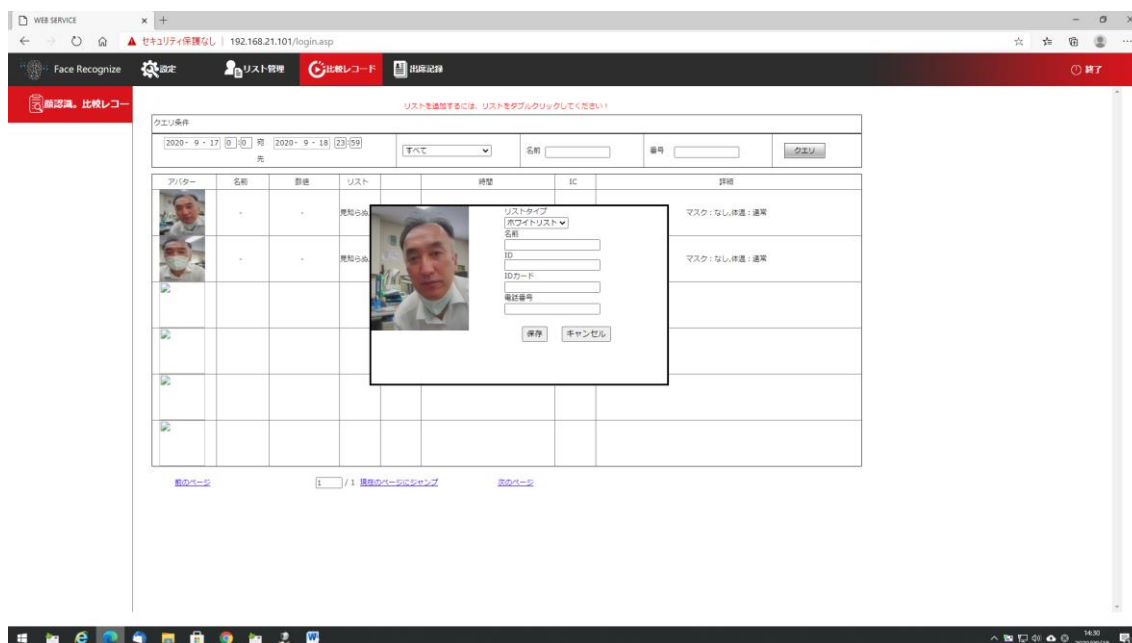 WEB SERVICE
セキュリティ保護なし | 192.168.21.101/login.asp
Face Recognize 設定 リスト管理 比較レコード 出席記録 終了
顔認識。比較レコー
リストを追加するには、リストをダブルクリックしてください！
クエリ条件
2020- 9 - 17 0 :0 宛先 2020- 9 - 18 23:59 すべて 名前 番号 クエリ
アバター 名前 リスト 時間 IC 詳細
- - 見知らぬ マスク：なし,体温：通常
- - 見知らぬ マスク：なし,体温：通常
リストタイプ
ホワイトリスト
名前
ID
IDカード
電話番号
保存 キャンセル
前のページ 1 / 1 現在のページにジャンプ 次のページ
14:30